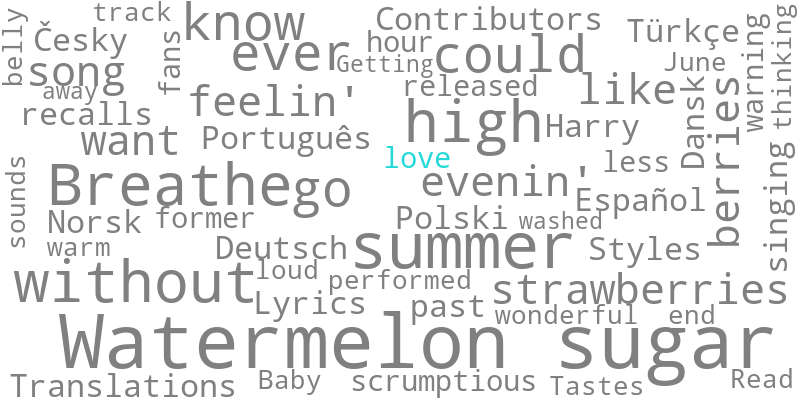 track
know
Contributors
belly
Česky
fans
ever
hour
could
Türkçe
warning
thinking
song
Getting
June
away
feelin'
released
like
recalls
high
Harry
Dansk
berries
want
Português
love
less
sounds
Breathe
go
evenin'
Español
singing
Norsk
former
Polski
washed
warm
Deutsch
summer
Styles
without
loud
performed
strawberries
Lyrics
past
wonderful
end
Watermelon sugar
Translations
Baby
scrumptious
Tastes
Read